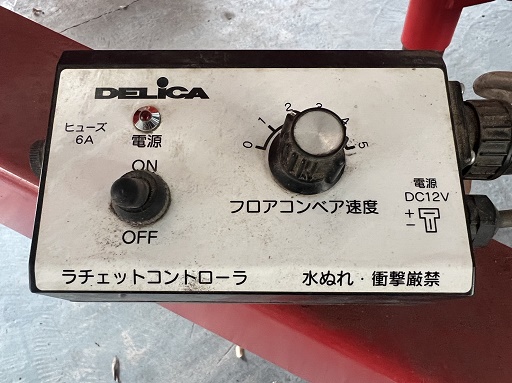 DELiCA
ヒューズ
6A
電源
ON
OFF
0 1 2 3 4 5
フロアコンベア速度
電源
DC12V
+
-
ラチェットコントローラ
水ぬれ・衝撃厳禁